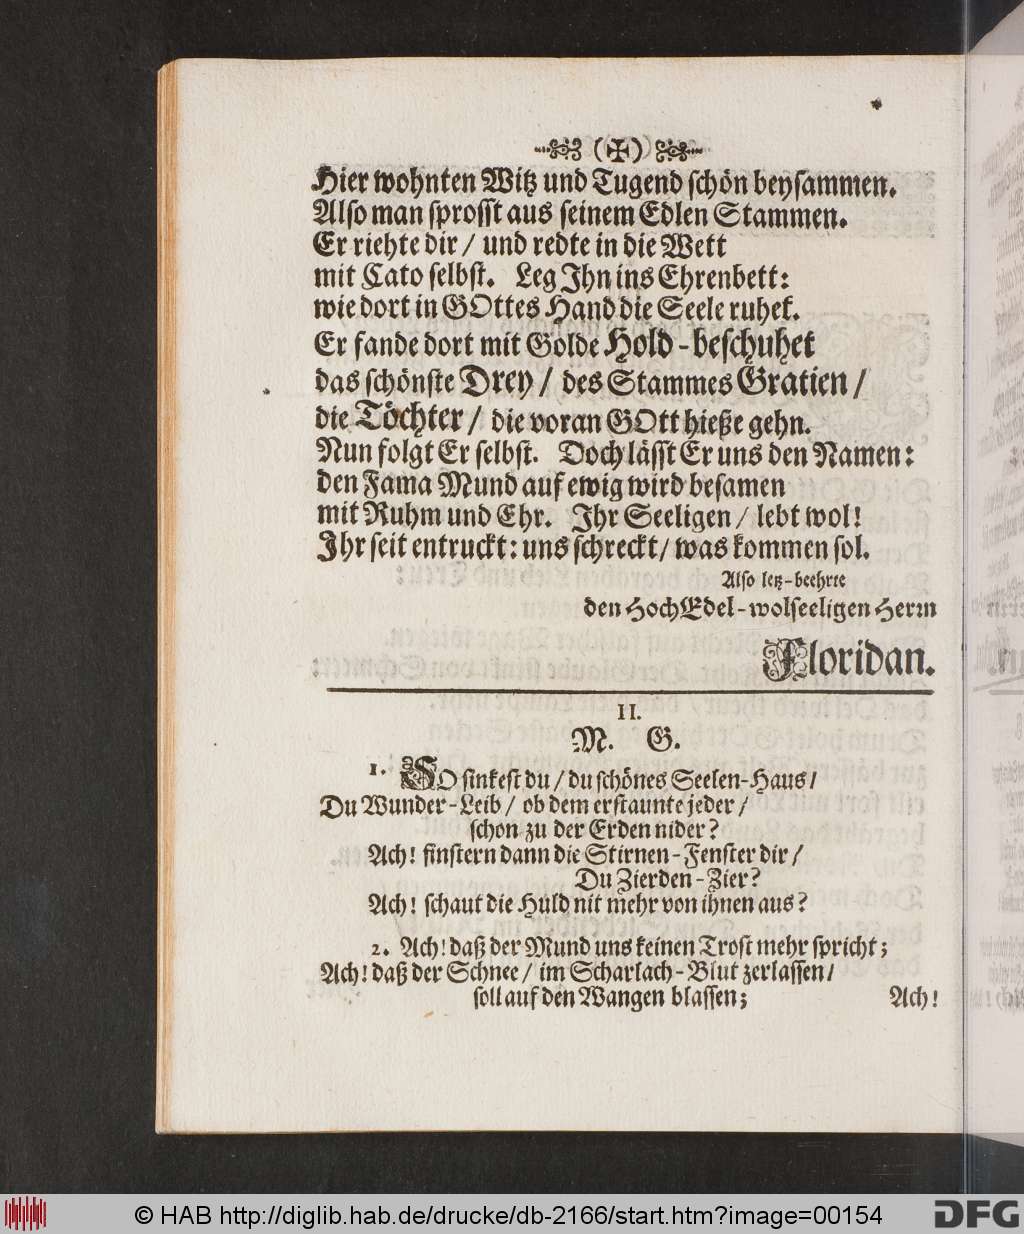 (✠)
Hier wohnten Witz und Tugend schön beysammen.
Also man sprosst aus seinem Edlen Stammen.
Er riehte dir / und redte in die Wett
mit Cato selbst. Leg Jhn ins Ehrenbett:
wie dort in GOttes Hand die Seele ruhet.
Er fande dort mit Golde Hold-beschuhet
das schönste Drey / des Stammes Gratien /
die Töchter / die voran GOtt hieße gehn.
Nun folgt Er selbst. Doch lässt Er uns den Namen:
den Fama Mund auf ewig wird besamen
mit Ruhm und Ehr. Jhr Seeligen / lebt wol!
Jhr seit entruckt: uns schreckt / was kommen sol.
Also letz-beehrte
den HochEdel-wolseeligen Herrn
Floridan.
II.
M. G.
1. SO sinkest du / du schönes Seelen-Haus /
Du Wunder-Leib / ob dem erstaunte jeder /
schon zu der Erden nider?
Ach! finstern dann die Stirnen-Fenster dir /
Du Zierden-Zier?
Ach! schaut die Huld nit mehr von ihnen aus?
2. Ach! daß der Mund uns keinen Trost mehr spricht;
Ach! daß der Schnee / im Scharlach-Blut zerlassen /
soll auf den Wangen blassen;
Ach!
© HAB http://diglib.hab.de/drucke/db-2166/start.htm?image=00154
DFG